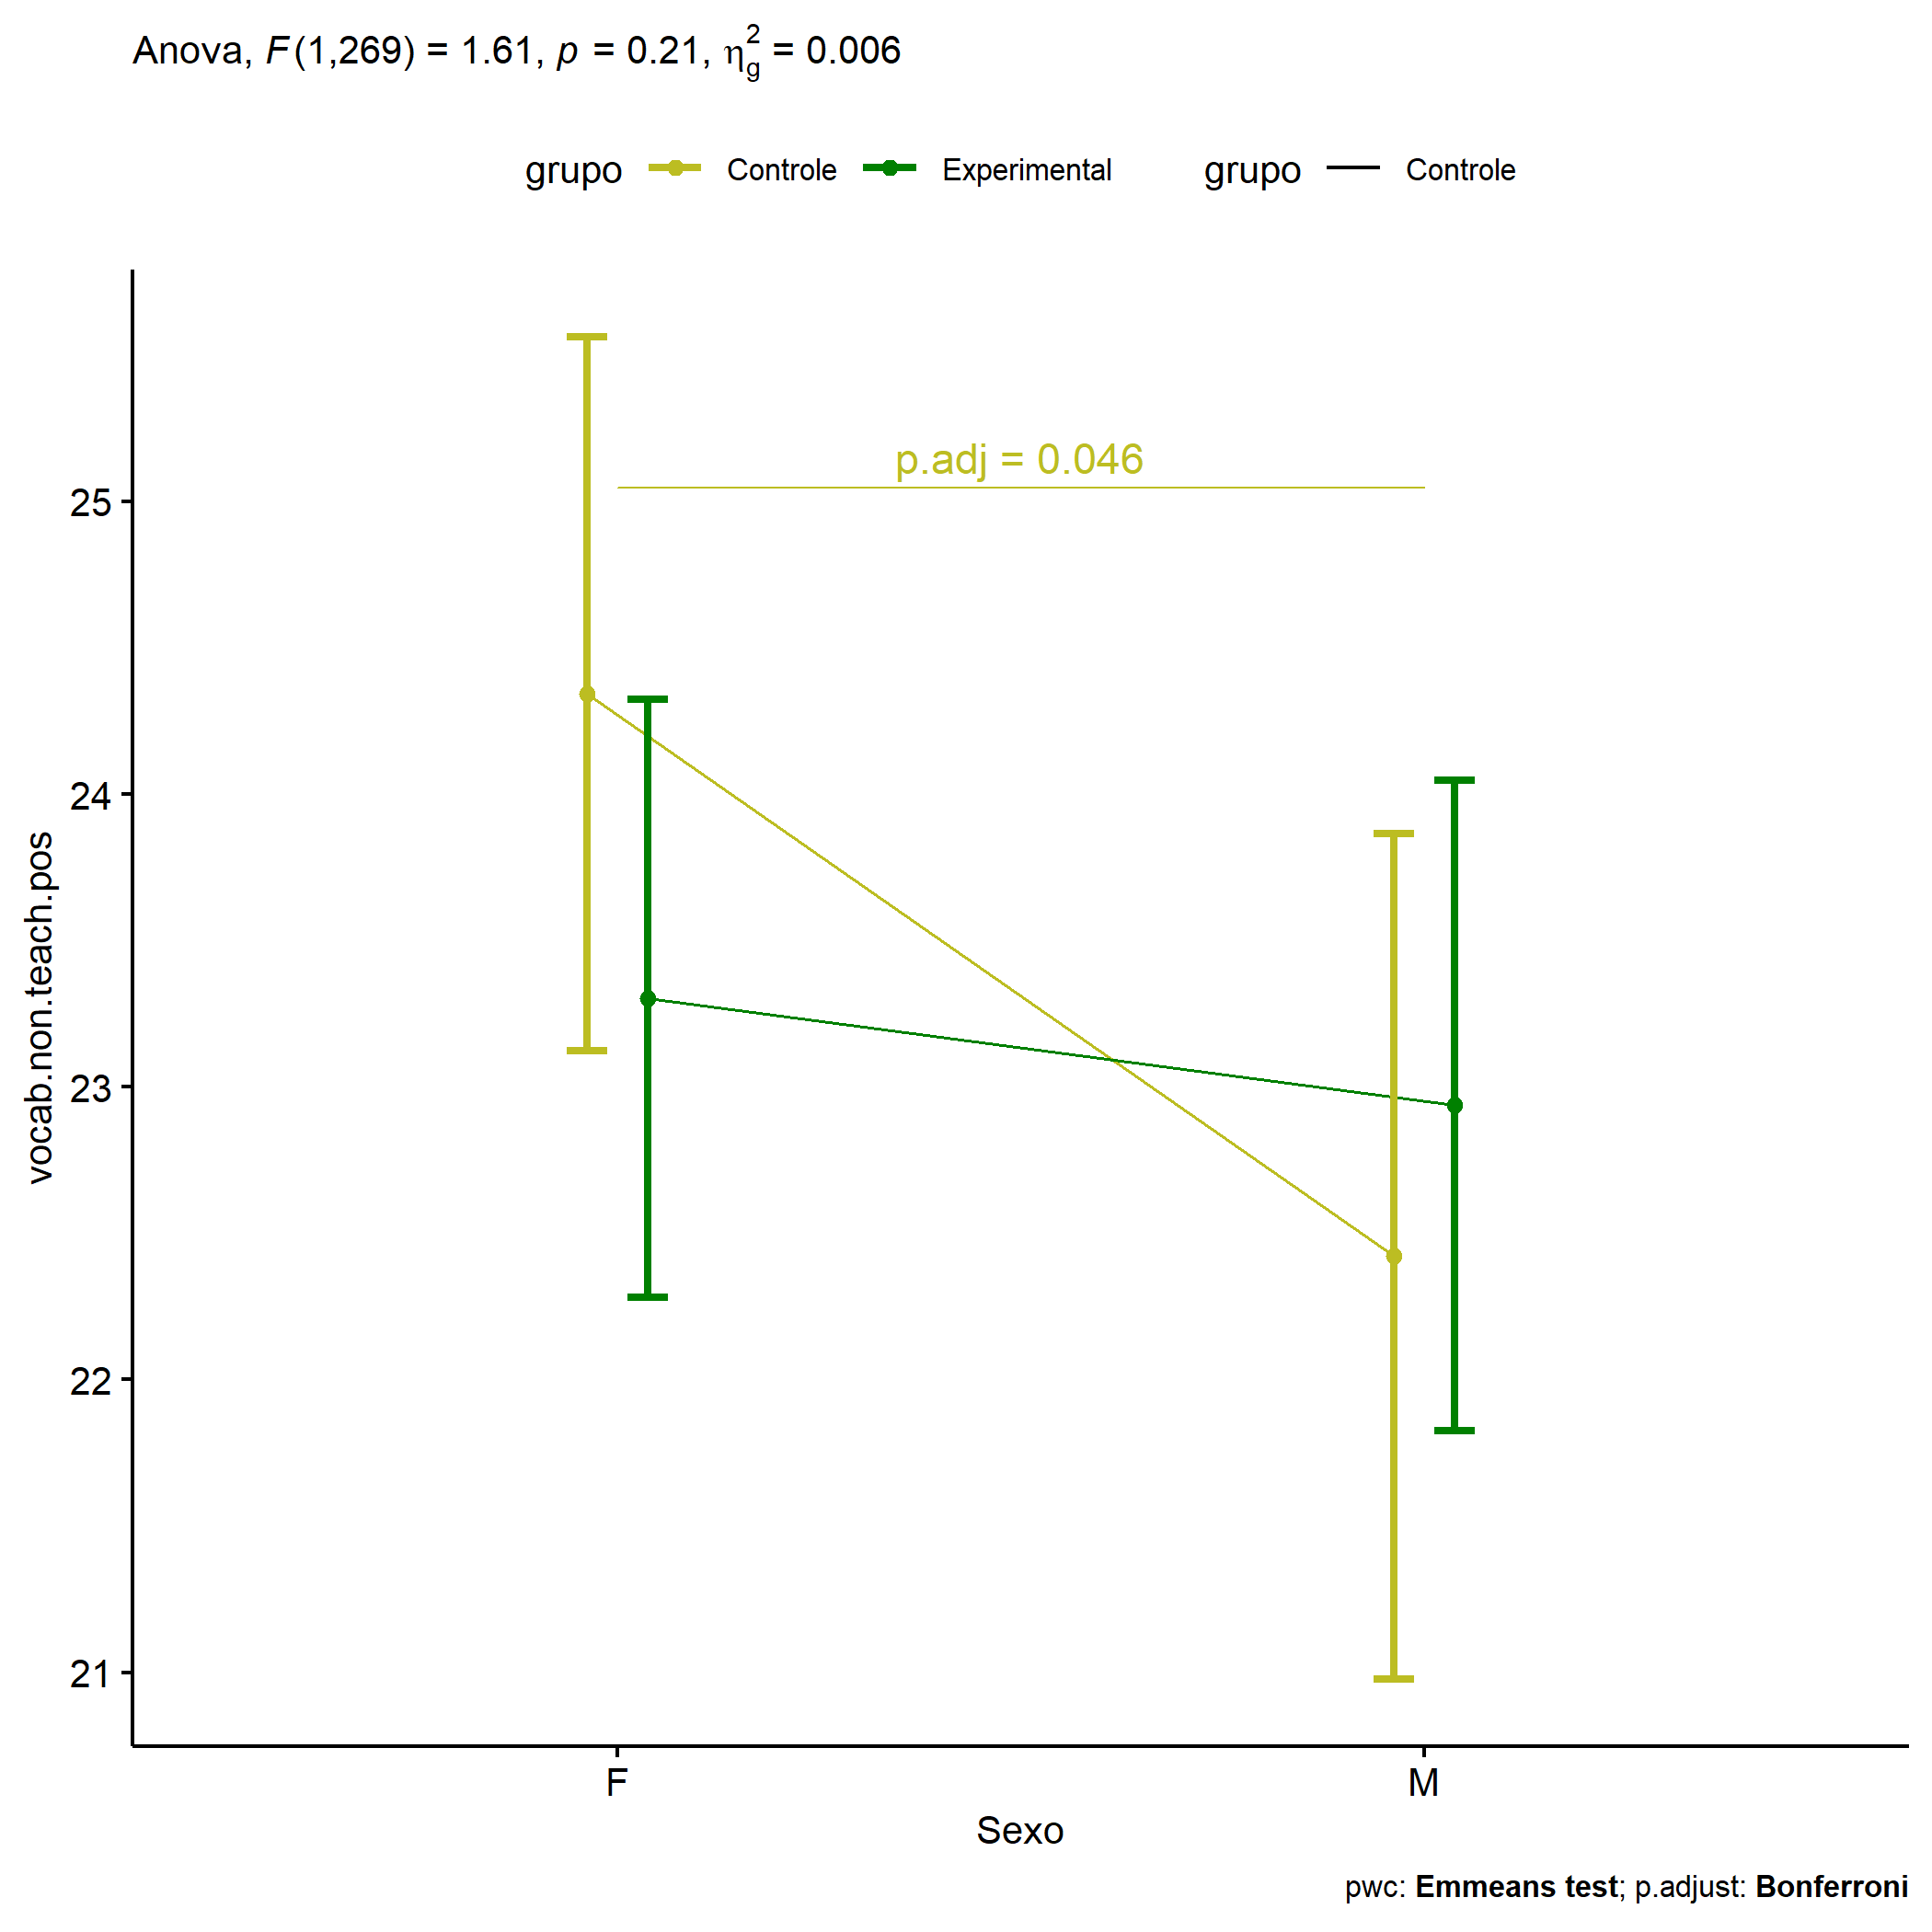 Anova, F(1,269) = 1.61, p = 0.21, η²g = 0.006
grupo Controle Experimental grupo Controle
p.adj = 0.046
25
24
23
22
21
vocab.non.teach.pos
F M
Sexo
pwc: Emmeans test; p.adjust: Bonferroni